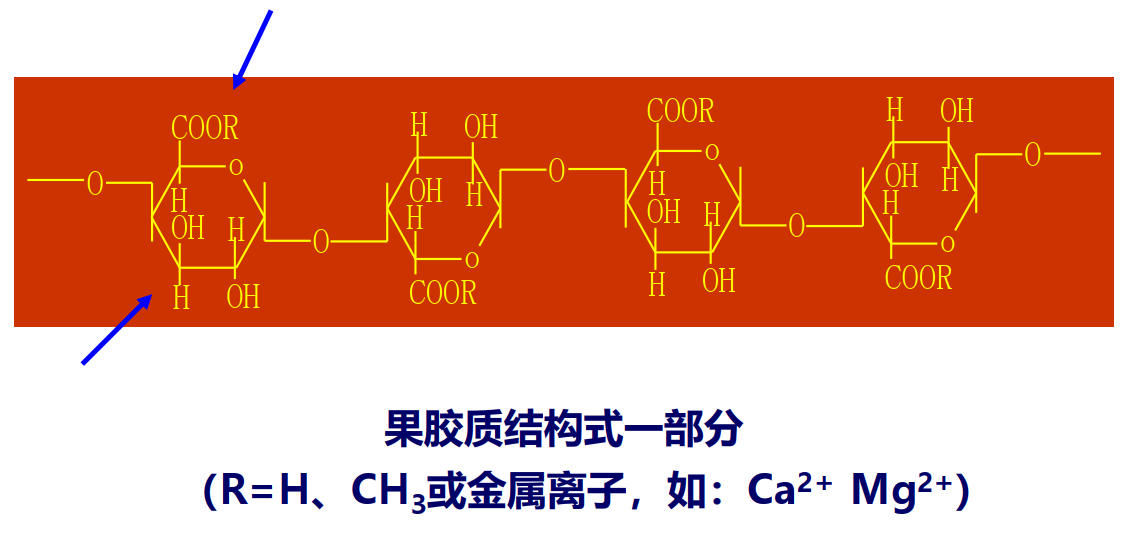 COOR H OH COOR H OH
O O O O O
H OH H H OH H
OH H H OH H H
O O O O
H OH COOR H OH COOR
果胶质结构式一部分
（R=H、CH₃或金属离子，如：Ca²⁺ Mg²⁺）